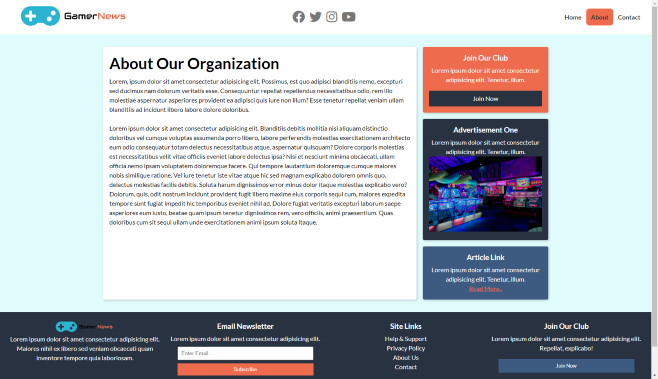 GamerNews
Home
About
Contact
About Our Organization
Lorem, ipsum dolor sit amet consectetur adipisicing elit. Possimus, est quo adipisci blanditiis nemo, excepturi
sed ducimus nam dolorum veritatis esse. Consequuntur repellat repellendus necessitatibus odio, rem illo
molestiae aspernatur asperiores provident ea adipisci quis iure non illum? Esse tenetur repellat veniam ullam
blanditiis ad incidunt libero labore dolore doloribus.
Lorem ipsum dolor sit amet consectetur adipisicing elit. Blanditiis debitis mollitia nisi aliquam distinctio
doloribus vel cumque voluptas assumenda porro libero, labore perferendis molestias exercitationem architecto
eum odio consequatur totam delectus necessitatibus atque, aspernatur quisquam? Dolore corporis molestias
est necessitatibus velit vitae officiis eveniet labore delectus ipsa? Nisi et nesciunt minima obcaecati, ullam
officia nemo ipsam voluptatem doloremque facere. Qui tempore laudantium doloremque cumque maiores
nobis similique ratione. Vel iure tenetur iste vitae atque hic sed magnam dolorem omnis quo,
delectus molestias facilis debitis. Soluta harum dignissimos error minus dolor itaque molestias explicabo vero?
Dolorum, quis, odit nostrum incidunt provident fugit libero maxime eius corporis sequi cum, maiores expedita
tempore sunt fugiat impedit hic temporibus eveniet nihil ad. Dolore fugiat veritatis excepturi laborum saepe
asperiores eum iusto, beatae quam ipsum tenetur dignissimos rem, vero officiis, animi praesentium. Quas
doloribus cum sit sequi ullam unde exercitationem animi ipsum soluta itaque.
Join Our Club
Lorem ipsum dolor sit amet consectetur
adipisicing elit. Tenetur, illum.
Join Now
Advertisement One
Lorem ipsum dolor sit amet consectetur
adipisicing elit. Tenetur, illum.
Article Link
Lorem ipsum dolor sit amet consectetur
adipisicing elit. Tenetur, illum.
Read More..
GamerNews
Lorem ipsum dolor sit amet consectetur adipisicing elit.
Maiores nihil ex libero sed veniam obcaecati quam
inventore tempore quia laboriosam.
Email Newsletter
Lorem ipsum dolor sit amet consectetur adipisicing elit.
Enter Email...
Subscribe
Site Links
Help & Support
Privacy Policy
About Us
Contact
Join Our Club
Lorem ipsum dolor sit amet consectetur adipisicing elit.
Repellat, explicabo!
Join Now